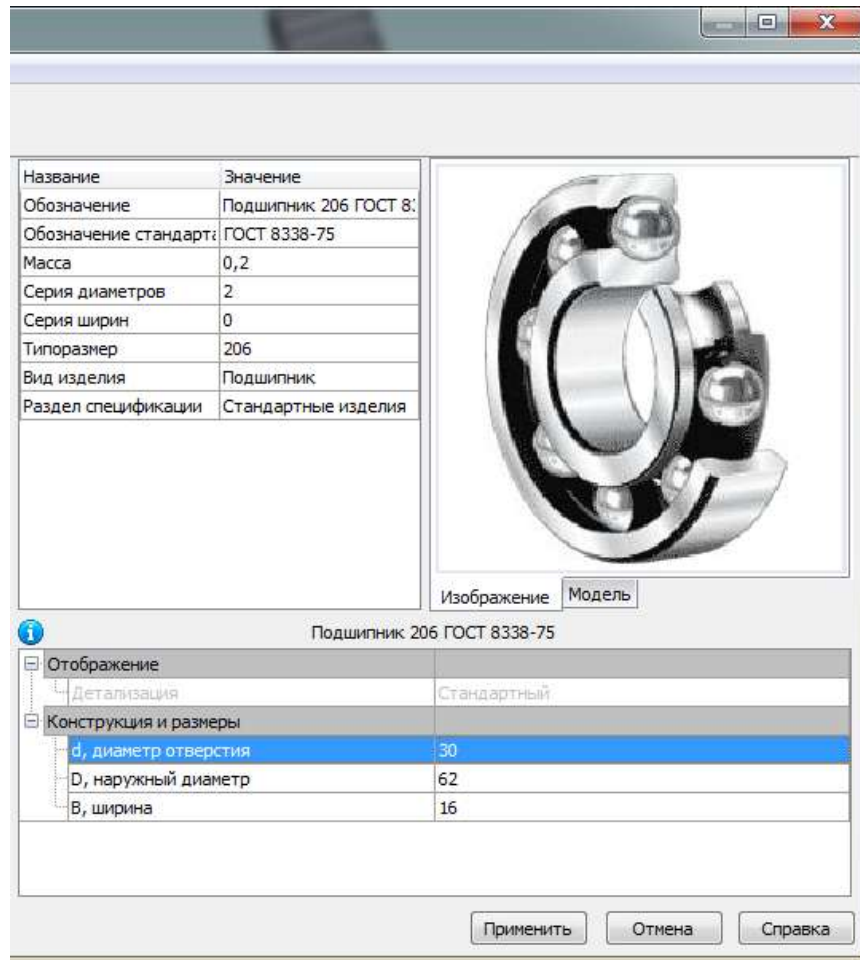 Название Значение
Обозначение Подшипник 206 ГОСТ 8:
Обозначение стандарта ГОСТ 8338-75
Масса 0,2
Серия диаметров 2
Серия ширин 0
Типоразмер 206
Вид изделия Подшипник
Раздел спецификации Стандартные изделия
Изображение Модель
Подшипник 206 ГОСТ 8338-75
Отображение
Детализация Стандартный
Конструкция и размеры
d, диаметр отверстия 30
D, наружный диаметр 62
B, ширина 16
Применить Отмена Справка